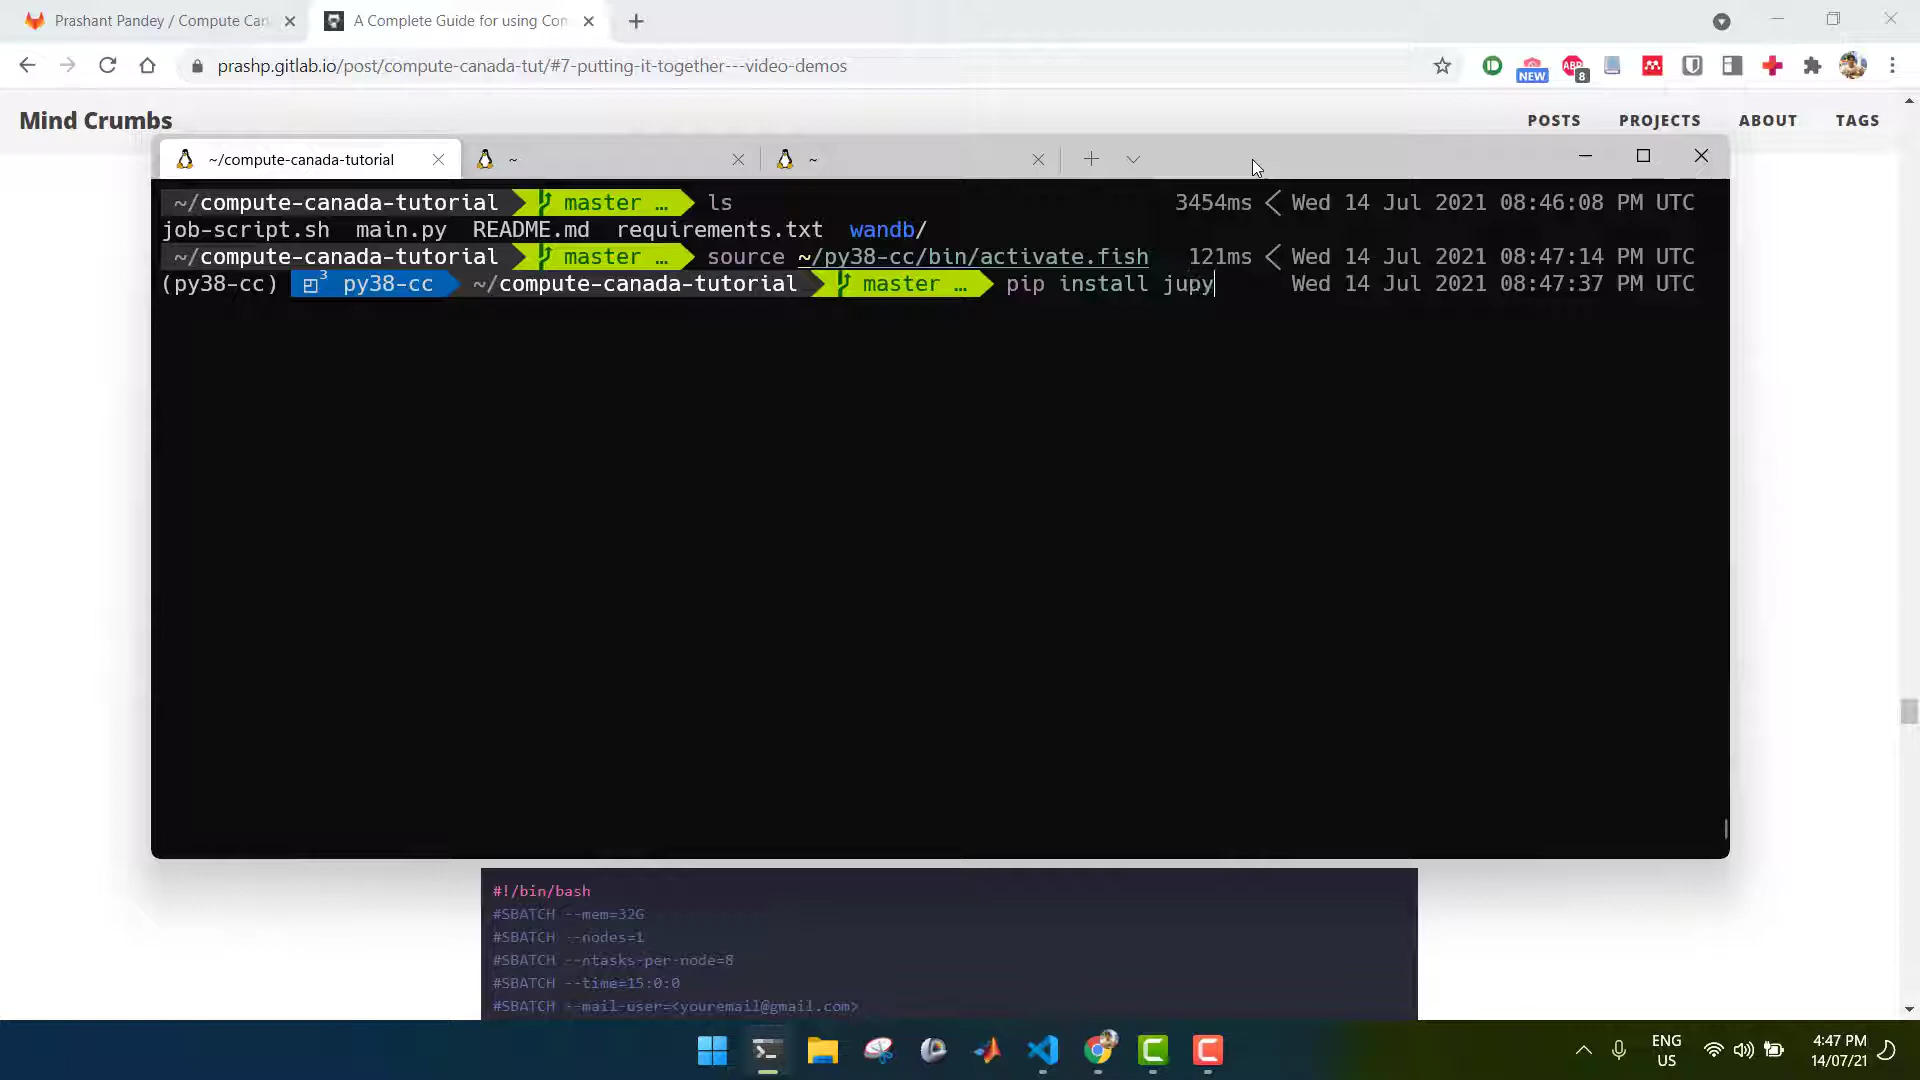 Prashant Pandey / Compute Can
A Complete Guide for using Com
prashp.gitlab.io/post/compute-canada-tut/#7-putting-it-together---video-demos
NEW
ABP
8
Mind Crumbs
POSTS PROJECTS ABOUT TAGS
~/compute-canada-tutorial
~
~
~/compute-canada-tutorial master … ls 3454ms Wed 14 Jul 2021 08:46:08 PM UTC
job-script.sh main.py README.md requirements.txt wandb/
~/compute-canada-tutorial master … source ~/py38-cc/bin/activate.fish 121ms Wed 14 Jul 2021 08:47:14 PM UTC
(py38-cc) 3 py38-cc ~/compute-canada-tutorial master … pip install jupy Wed 14 Jul 2021 08:47:37 PM UTC
#!/bin/bash
#SBATCH --mem=32G
#SBATCH --nodes=1
#SBATCH --ntasks-per-node=8
#SBATCH --time=15:0:0
#SBATCH --mail-user=<youremail@gmail.com>
ENG
US
4:47 PM
14/07/21